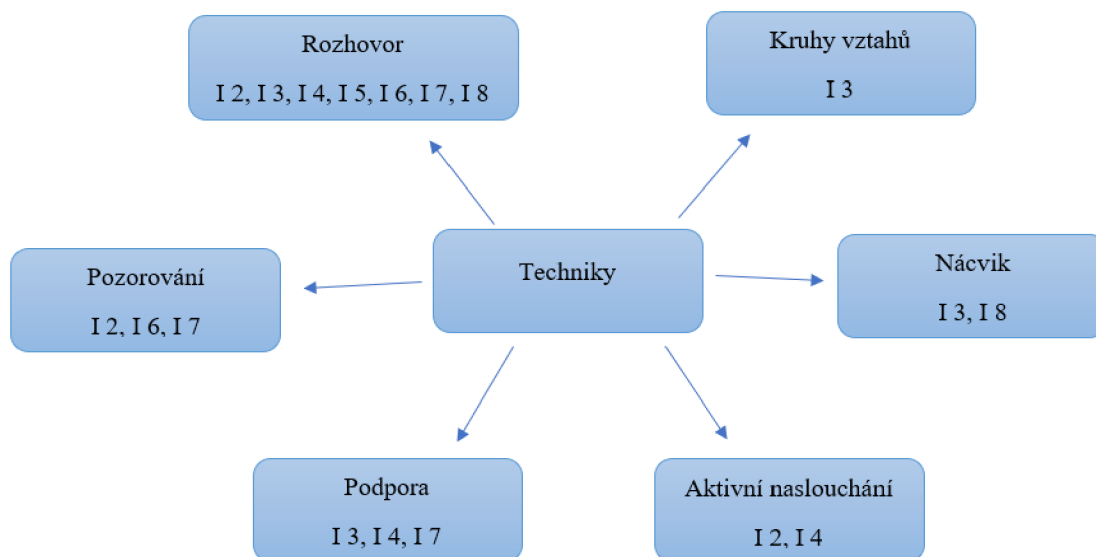 Rozhovor
I 2, I 3, I 4, I 5, I 6, I 7, I 8
Kruhy vztahů
I 3
Techniky
Pozorování
I 2, I 6, I 7
Nácvik
I 3, I 8
Podpora
I 3, I 4, I 7
Aktivní naslouchání
I 2, I 4